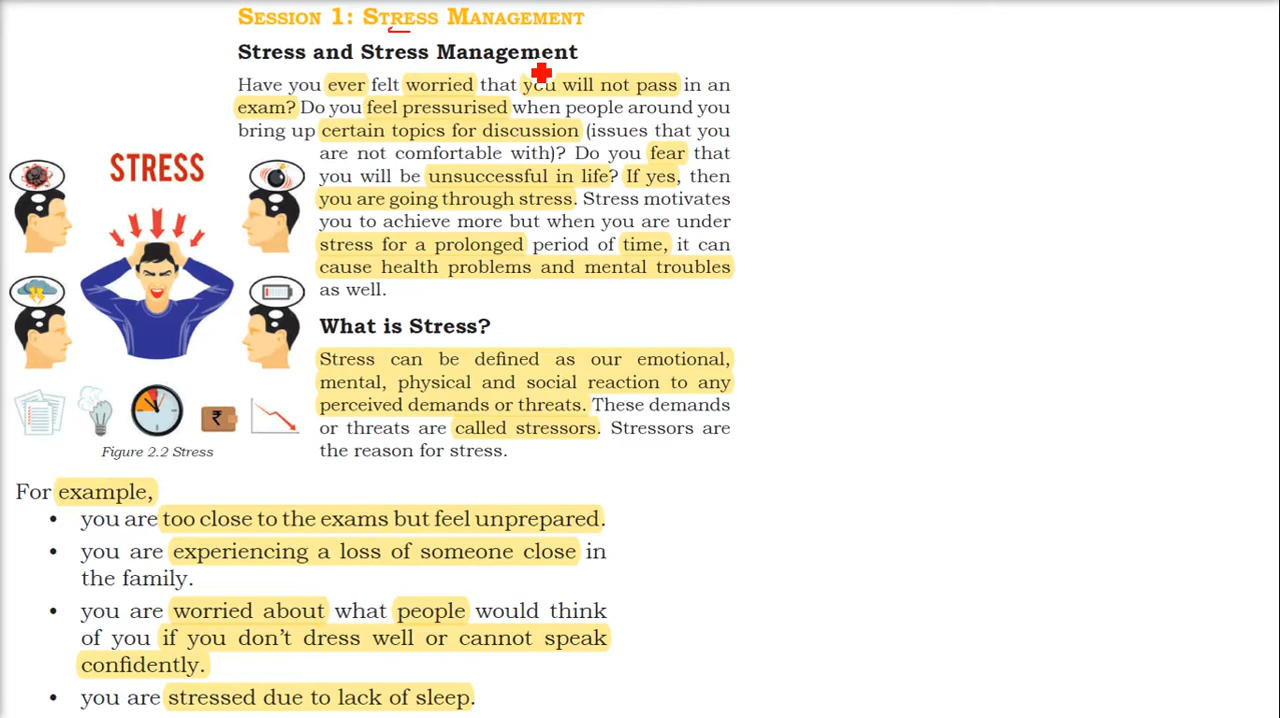 SESSION 1: STRESS MANAGEMENT
Stress and Stress Management
Have you ever felt worried that you will not pass in an
exam? Do you feel pressurised when people around you
bring up certain topics for discussion (issues that you
are not comfortable with)? Do you fear that
you will be unsuccessful in life? If yes, then
you are going through stress. Stress motivates
you to achieve more but when you are under
stress for a prolonged period of time, it can
cause health problems and mental troubles
as well.
STRESS
₹
Figure 2.2 Stress
What is Stress?
Stress can be defined as our emotional,
mental, physical and social reaction to any
perceived demands or threats. These demands
or threats are called stressors. Stressors are
the reason for stress.
For example,
• you are too close to the exams but feel unprepared.
• you are experiencing a loss of someone close in
the family.
• you are worried about what people would think
of you if you don't dress well or cannot speak
confidently.
• you are stressed due to lack of sleep.